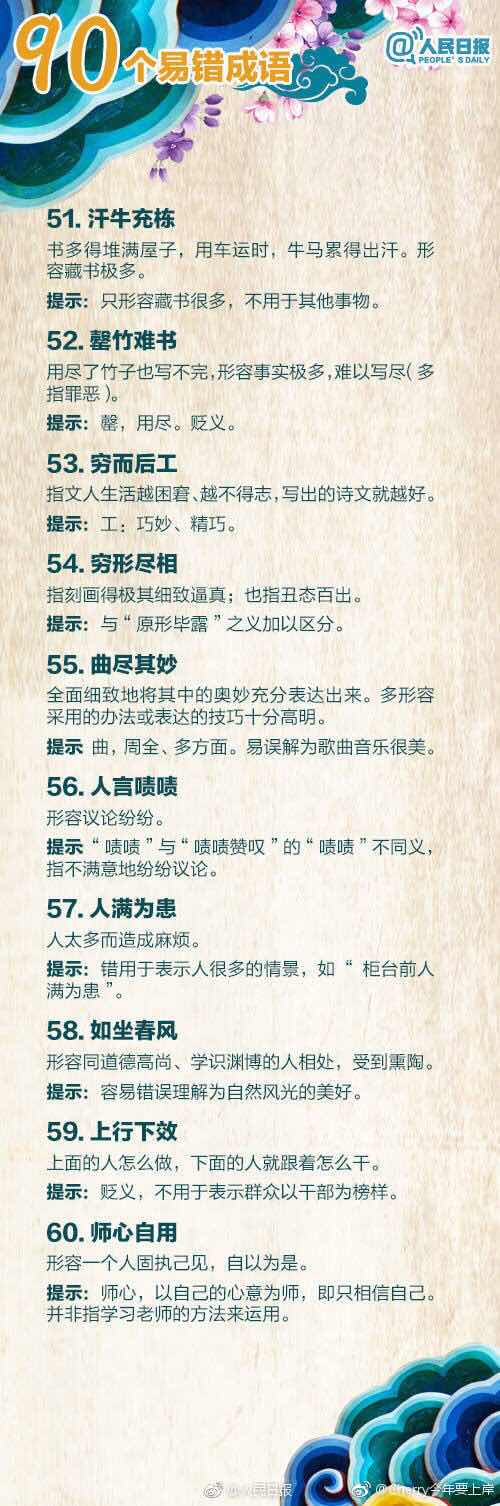 90个易错成语
@人民日报
PEOPLE'S DAILY
51. 汗牛充栋
书多得堆满屋子，用车运时，牛马累得出汗。形
容藏书极多。
提示：只形容藏书很多，不用于其他事物。
52. 罄竹难书
用尽了竹子也写不完，形容事实极多，难以写尽（多
指罪恶）。
提示：罄，用尽。贬义。
53. 穷而后工
指文人生活越困窘、越不得志，写出的诗文就越好。
提示：工：巧妙、精巧。
54. 穷形尽相
指刻画得极其细致逼真；也指丑态百出。
提示：与“原形毕露”之义加以区分。
55. 曲尽其妙
全面细致地将其中的奥妙充分表达出来。多形容
采用的办法或表达的技巧十分高明。
提示 曲，周全、多方面。易误解为歌曲音乐很美。
56. 人言啧啧
形容议论纷纷。
提示“啧啧”与“啧啧赞叹”的“啧啧”不同义，
指不满意地纷纷议论。
57. 人满为患
人太多而造成麻烦。
提示：错用于表示人很多的情景，如“柜台前人
满为患”。
58. 如坐春风
形容同道德高尚、学识渊博的人相处，受到熏陶。
提示：容易错误理解为自然风光的美好。
59. 上行下效
上面的人怎么做，下面的人就跟着怎么干。
提示：贬义，不用于表示群众以干部为榜样。
60. 师心自用
形容一个人固执己见，自以为是。
提示：师心，以自己的心意为师，即只相信自己。
并非指学习老师的方法来运用。
@人民日报
@cherry今年要上岸